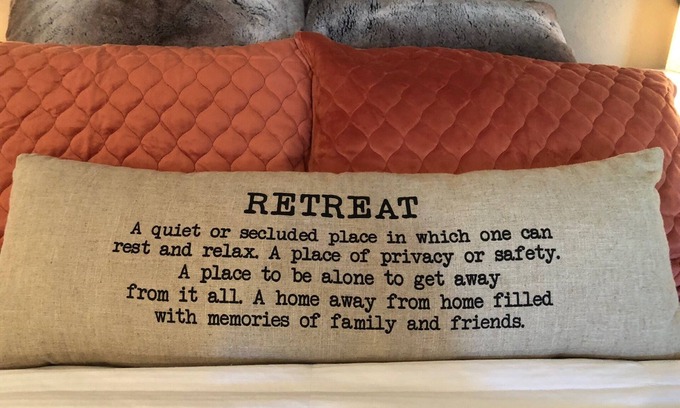 RETREAT
A quiet or secluded place in which one can
rest and relax. A place of privacy or safety.
A place to be alone to get away
from it all. A home away from home filled
with memories of family and friends.